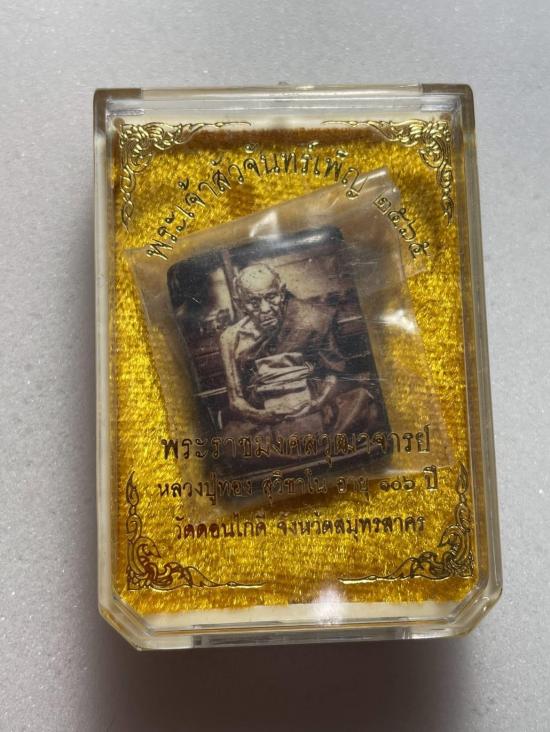 พระเจ้าสัวจันทร์เพ็ญ ๒๕๖๕
พระราชมงคลวุฒาจารย์
หลวงปู่ทอง สุวิชาโน อายุ ๑๐๖ ปี
วัดดอนไก่ดี จังหวัดสมุทรสาคร